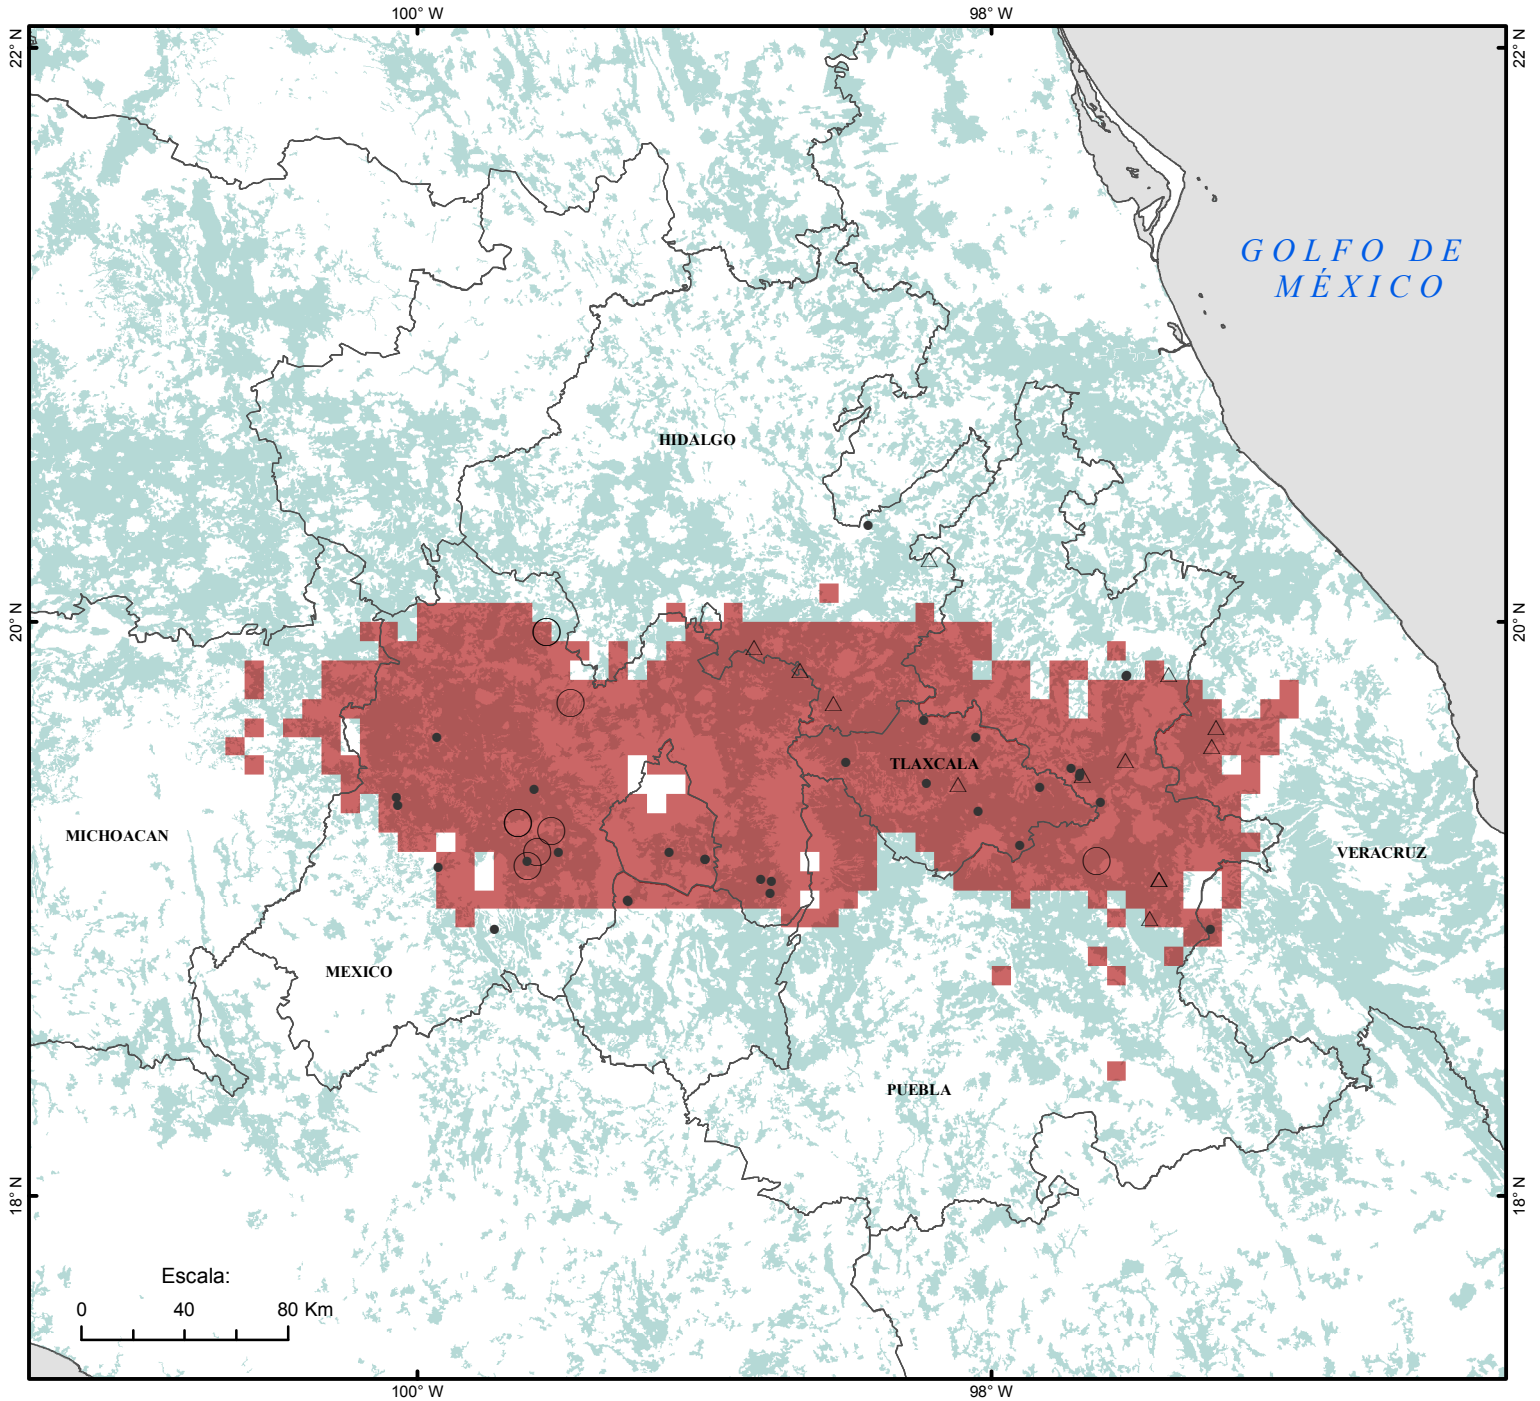 100° W
98° W
22° N
22° N
GOLFO DE
MÉXICO
HIDALGO
20° N
20° N
TLAXCALA
MICHOACAN
VERACRUZ
MEXICO
PUEBLA
18° N
18° N
Escala:
0 40 80 Km
100° W
98° W